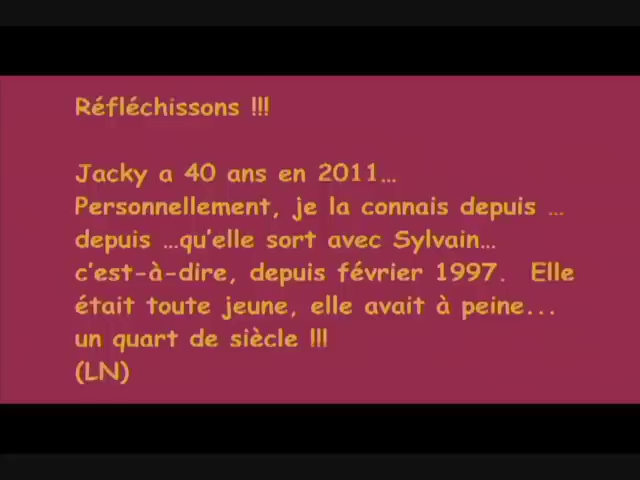 Réfléchissons !!!
Jacky a 40 ans en 2011…
Personnellement, je la connais depuis …
depuis …qu’elle sort avec Sylvain…
c’est-à-dire, depuis février 1997.  Elle
était toute jeune, elle avait à peine...
un quart de siècle !!!
(LN)